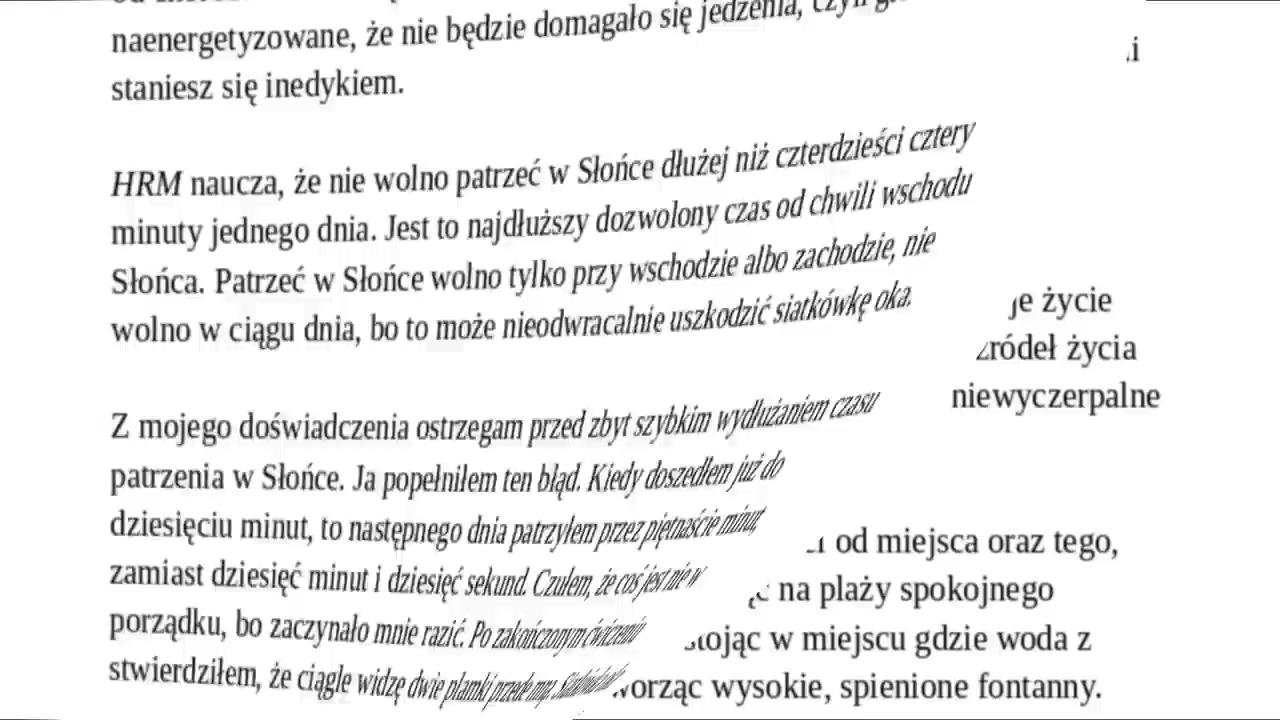 naenergetyzowane, że nie będzie domagało się jedzenia,
staniesz się inedykiem.
HRM naucza, że nie wolno patrzeć w Słońce dłużej niż czterdzieści cztery
minuty jednego dnia. Jest to najdłuższy dozwolony czas od chwili wschodu
Słońca. Patrzeć w Słońce wolno tylko przy wschodzie albo zachodzie, nie
wolno w ciągu dnia, bo to może nieodwracalnie uszkodzić siatkówkę oka.
Z mojego doświadczenia ostrzegam przed zbyt szybkim wydłużaniem czasu
patrzenia w Słońce. Ja popełniłem ten błąd. Kiedy doszedłem już do
dziesięciu minut, to następnego dnia patrzyłem przez piętnaście minut,
zamiast dziesięć minut i dziesięć sekund. Czułem, że coś jest nie w
porządku, bo zaczynało mnie razić. Po zakończonym ćwiczeniu
stwierdziłem, że ciągle widzę dwie plamki przede mną.
życie
życia
niewyczerpalne
od miejsca oraz tego,
na plaży spokojnego
w miejscu gdzie woda z
wysokie, spienione fontanny.